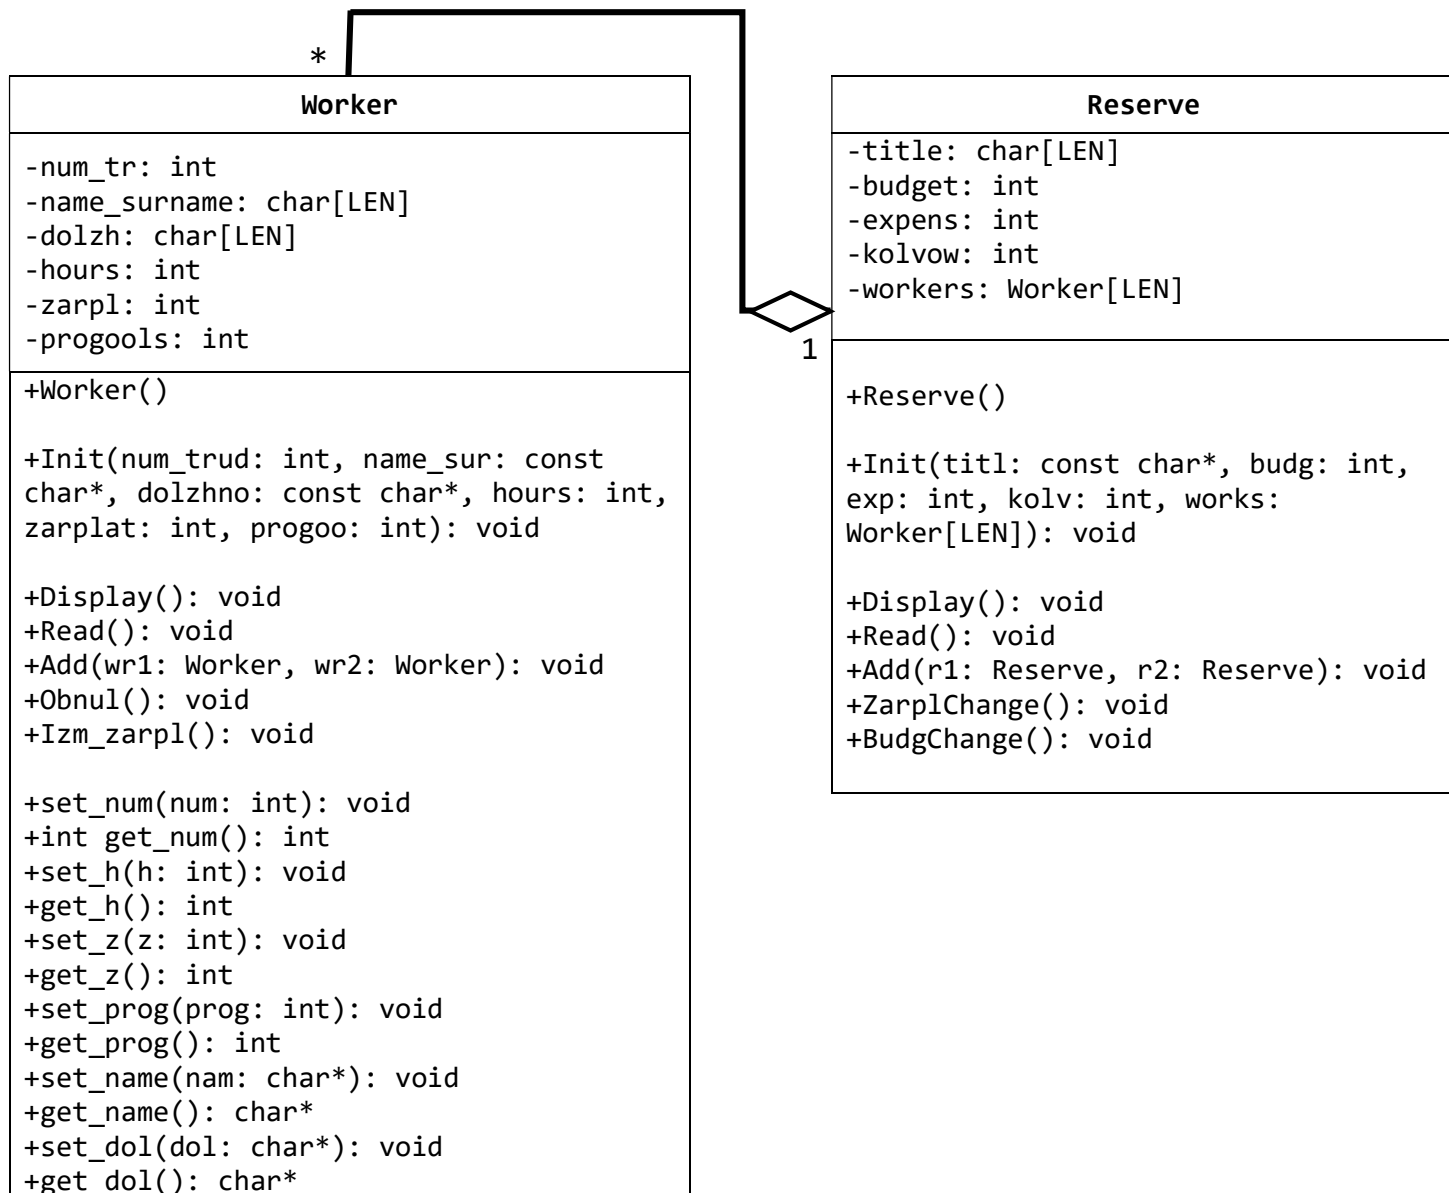 *
Worker
-num_tr: int
-name_surname: char[LEN]
-dolzh: char[LEN]
-hours: int
-zarpl: int
-progools: int
+Worker()
+Init(num_trud: int, name_sur: const
char*, dolzhno: const char*, hours: int,
zarplat: int, progoo: int): void
+Display(): void
+Read(): void
+Add(wr1: Worker, wr2: Worker): void
+Obnul(): void
+Izm_zarpl(): void
+set_num(num: int): void
+int get_num(): int
+set_h(h: int): void
+get_h(): int
+set_z(z: int): void
+get_z(): int
+set_prog(prog: int): void
+get_prog(): int
+set_name(nam: char*): void
+get_name(): char*
+set_dol(dol: char*): void
+get_dol(): char*
Reserve
-title: char[LEN]
-budget: int
-expens: int
-kolvow: int
-workers: Worker[LEN]
1
+Reserve()
+Init(titl: const char*, budg: int,
exp: int, kolv: int, works:
Worker[LEN]): void
+Display(): void
+Read(): void
+Add(r1: Reserve, r2: Reserve): void
+ZarplChange(): void
+BudgChange(): void